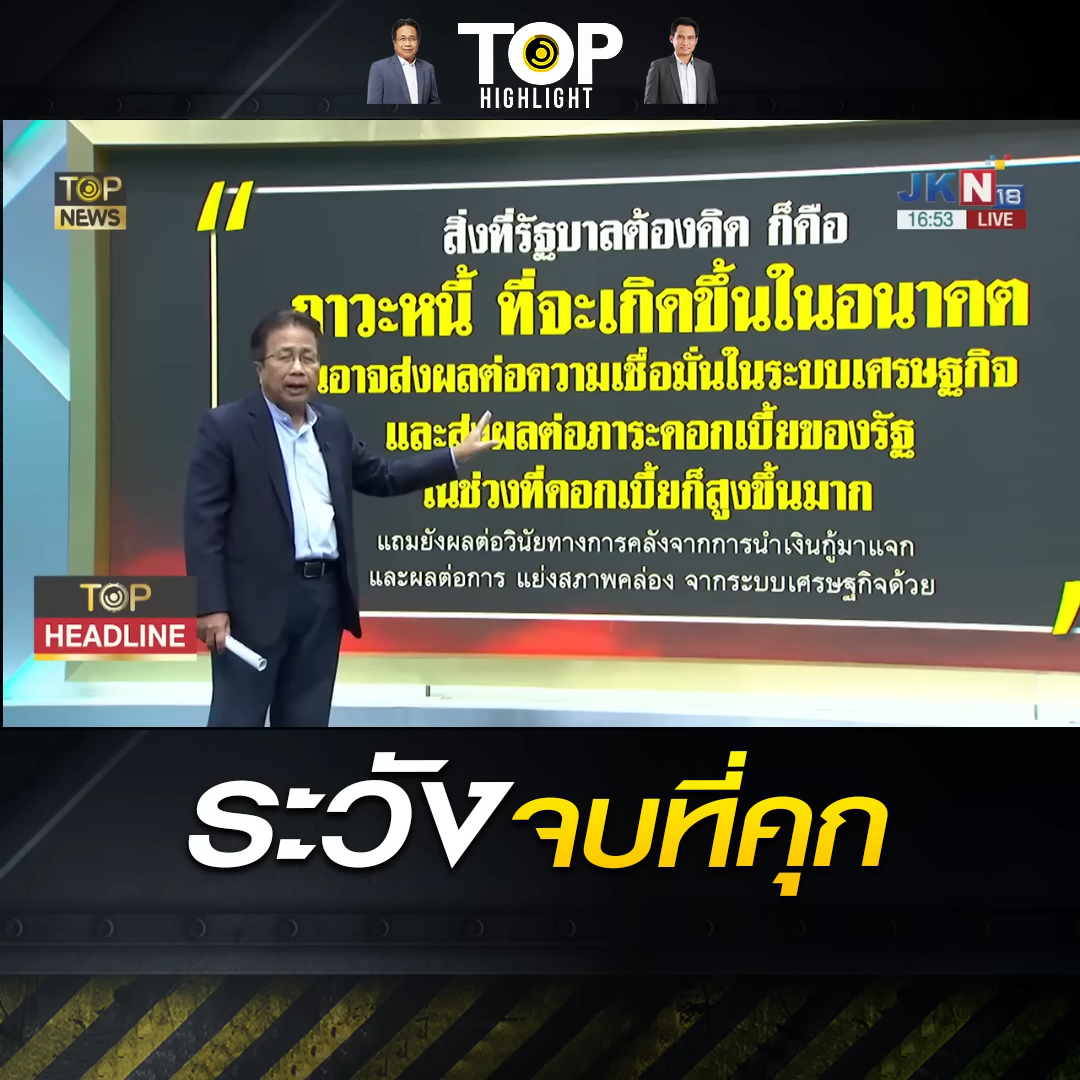 TOP
HIGHLIGHT
TOP
NEWS
JKN18
16:53 LIVE
สิ่งที่รัฐบาลต้องคิด ก็คือ
ภาวะหนี้ ที่จะเกิดขึ้นในอนาคต
อาจส่งผลต่อความเชื่อมั่นในระบบเศรษฐกิจ
และส่งผลต่อภาระดอกเบี้ยของรัฐ
ในช่วงที่ดอกเบี้ยก็สูงขึ้นมาก
แถมยังผลต่อวินัยทางการคลังจากการนำเงินกู้มาแจก
และผลต่อการ แย่งสภาพคล่อง จากระบบเศรษฐกิจด้วย
TOP
HEADLINE
ระวัง จบที่คุก